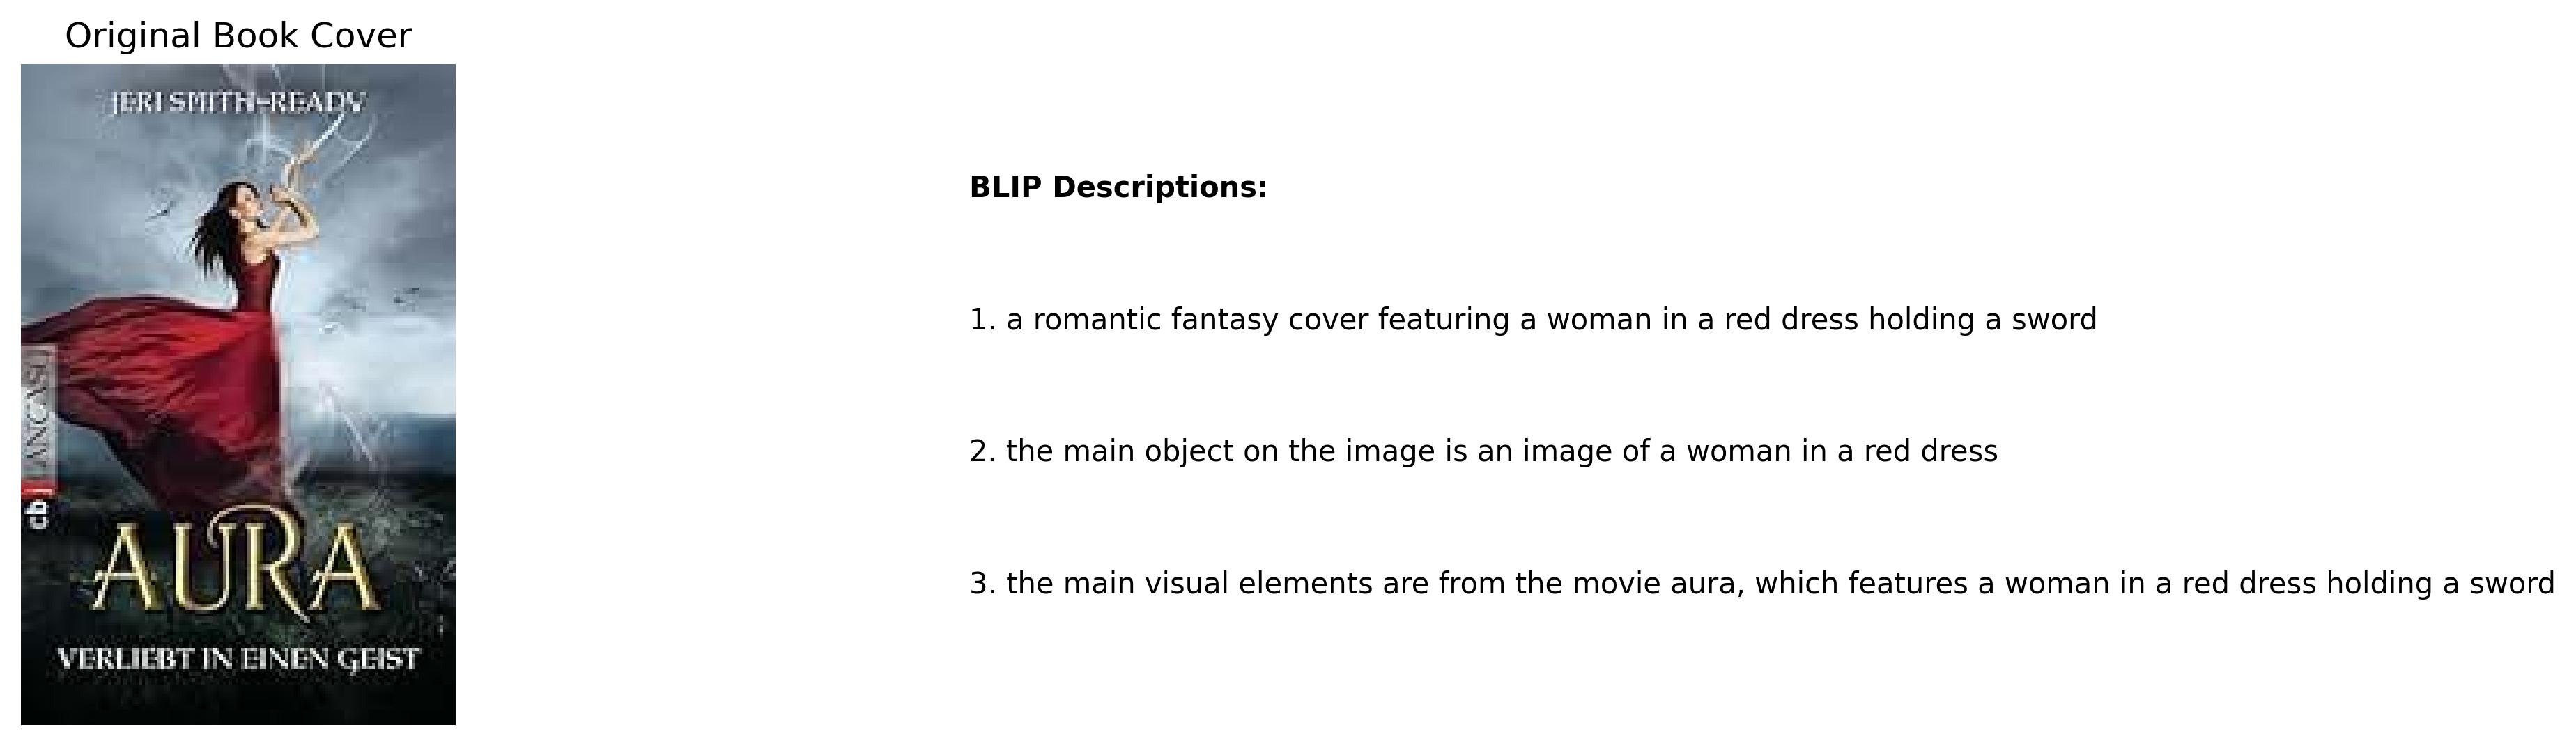 Original Book Cover
JERI SMITH-READY
cbj
AURA
VERLIEBT IN EINEN GEIST
BLIP Descriptions:
1. a romantic fantasy cover featuring a woman in a red dress holding a sword
2. the main object on the image is an image of a woman in a red dress
3. the main visual elements are from the movie aura, which features a woman in a red dress holding a sword